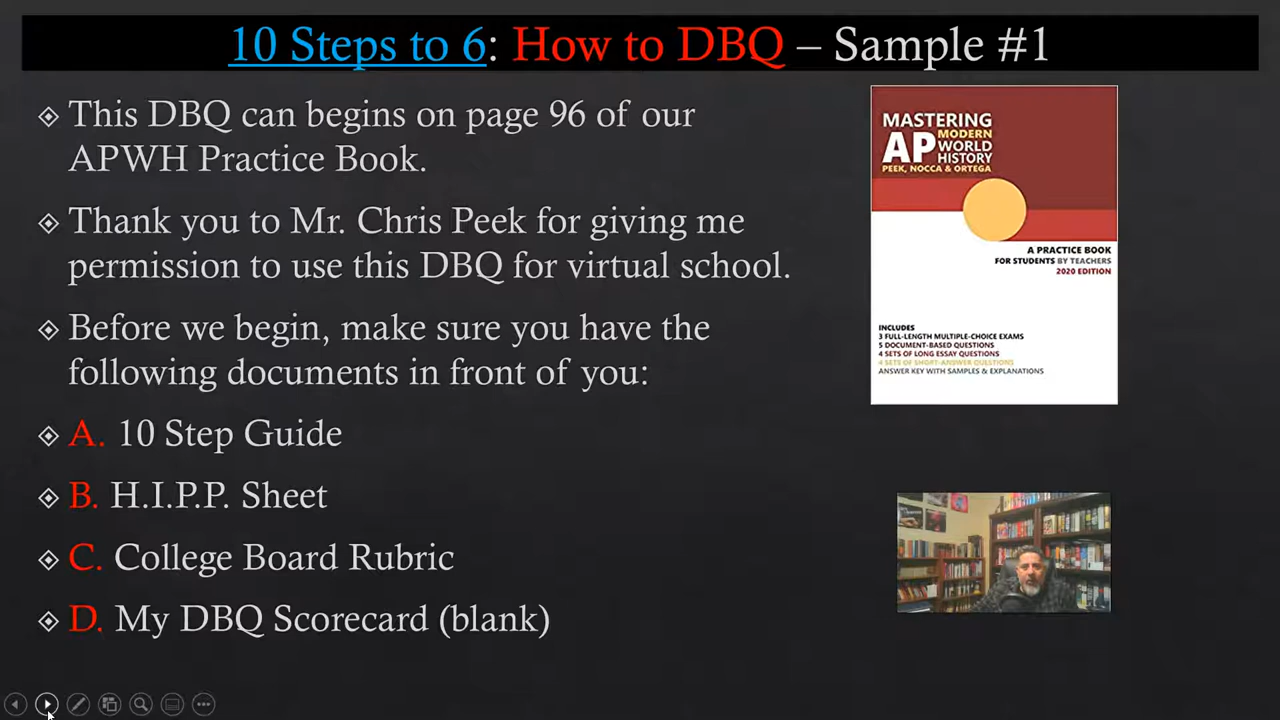 10 Steps to 6: How to DBQ – Sample #1
This DBQ can begins on page 96 of our
APWH Practice Book.
Thank you to Mr. Chris Peek for giving me
permission to use this DBQ for virtual school.
Before we begin, make sure you have the
following documents in front of you:
A. 10 Step Guide
B. H.I.P.P. Sheet
C. College Board Rubric
D. My DBQ Scorecard (blank)
MASTERING
AP MODERN
WORLD
HISTORY
PEEK, NOCCA & ORTEGA
A PRACTICE BOOK
FOR STUDENTS BY TEACHERS
2020 EDITION
INCLUDES
3 FULL-LENGTH MULTIPLE-CHOICE EXAMS
5 DOCUMENT-BASED QUESTIONS
4 SETS OF LONG ESSAY QUESTIONS
4 SETS OF SHORT-ANSWER QUESTIONS
ANSWER KEY WITH SAMPLES & EXPLANATIONS